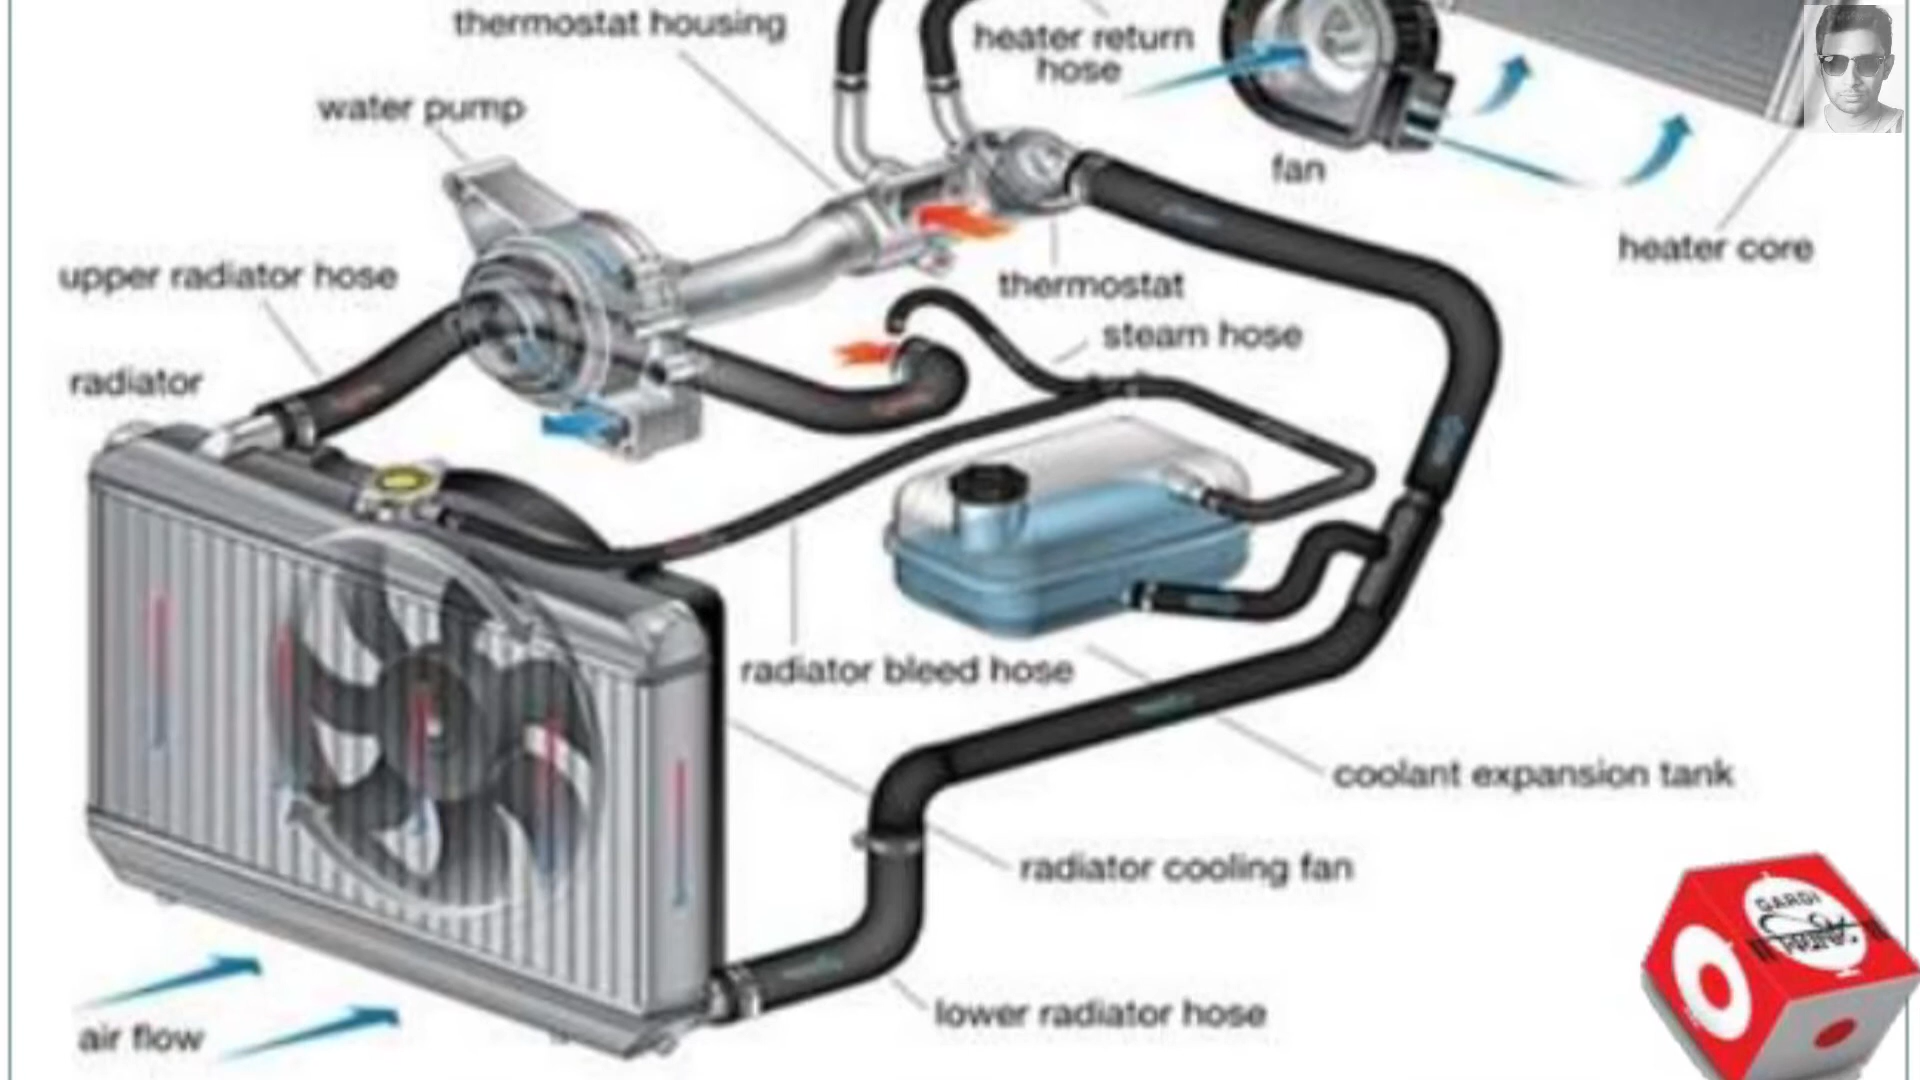 thermostat housing
heater return
hose
water pump
fan
heater core
upper radiator hose
thermostat
steam hose
radiator
radiator bleed hose
coolant expansion tank
radiator cooling fan
lower radiator hose
air flow
GARDI